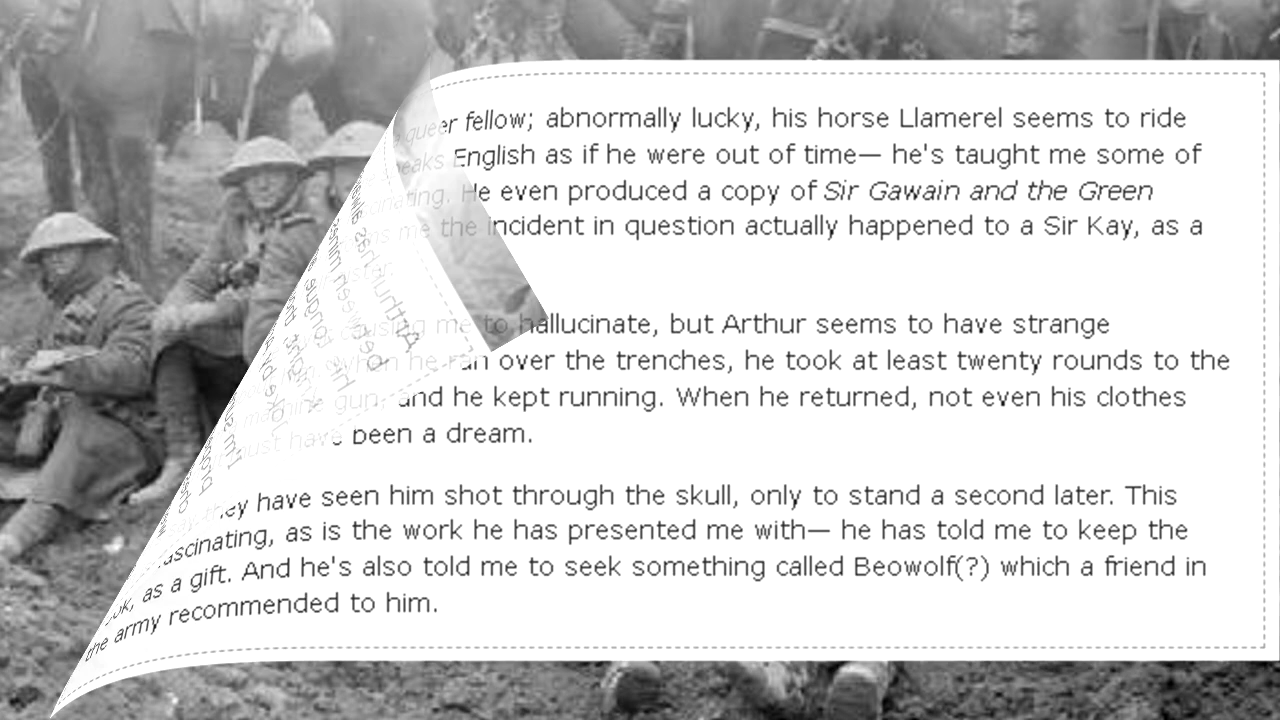 queer fellow; abnormally lucky, his horse Llamerel seems to ride
English as if he were out of time— he's taught me some of
He even produced a copy of Sir Gawain and the Green
me the incident in question actually happened to a Sir Kay, as a
causing me to hallucinate, but Arthur seems to have strange
When he ran over the trenches, he took at least twenty rounds to the
machine gun, and he kept running. When he returned, not even his clothes
must have been a dream.
say they have seen him shot through the skull, only to stand a second later. This
fascinating, as is the work he has presented me with— he has told me to keep the
as a gift. And he's also told me to seek something called Beowolf(?) which a friend in
the army recommended to him.